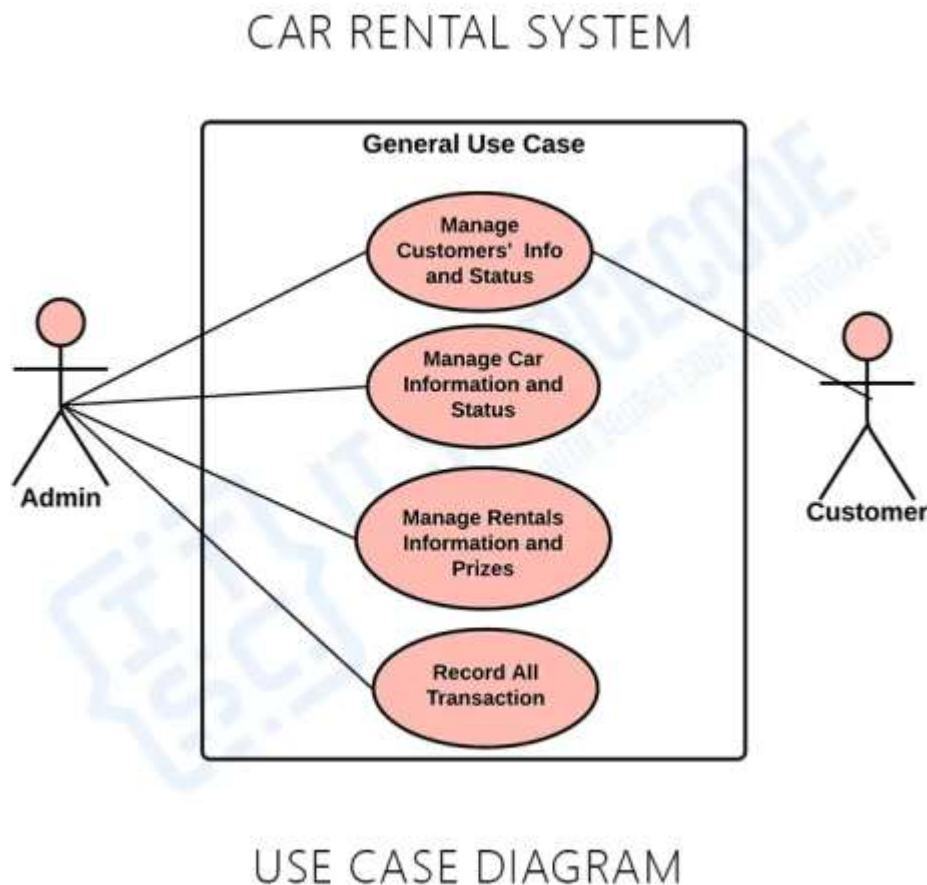 CAR RENTAL SYSTEM
General Use Case
Manage
Customers' Info
and Status
Manage Car
Information and
Status
Admin
Manage Rentals
Information and
Prizes
Customer
Record All
Transaction
USE CASE DIAGRAM